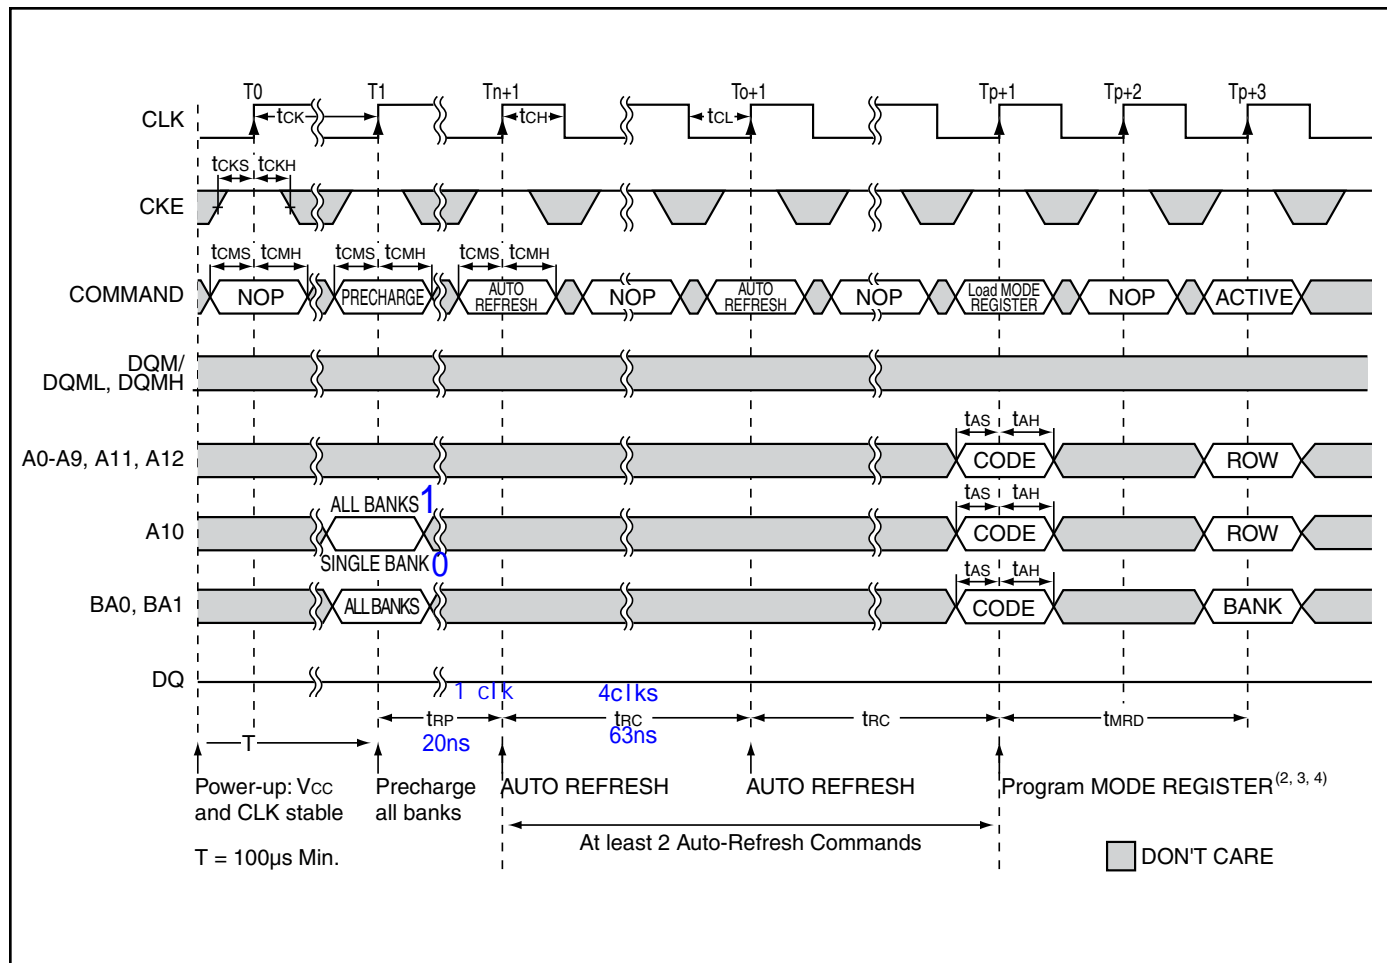 T0 T1 Tn+1 To+1 Tp+1 Tp+2 Tp+3
CLK tCK tCH tCL
tCKS tCKH
CKE
tCMS tCMH tCMS tCMH tCMS tCMH
COMMAND NOP PRECHARGE AUTO REFRESH NOP AUTO REFRESH NOP Load MODE REGISTER NOP ACTIVE
DQM/
DQML, DQMH
tAS tAH
A0-A9, A11, A12 CODE ROW
ALL BANKS 1 tAS tAH
A10 CODE ROW
SINGLE BANK 0 tAS tAH
BA0, BA1 ALL BANKS CODE BANK
DQ
1 clk 4clks
tRP tRC tRC tMRD
T 20ns 63ns
Power-up: VCC Precharge AUTO REFRESH AUTO REFRESH Program MODE REGISTER(2, 3, 4)
and CLK stable all banks
At least 2 Auto-Refresh Commands
T = 100µs Min. DON'T CARE